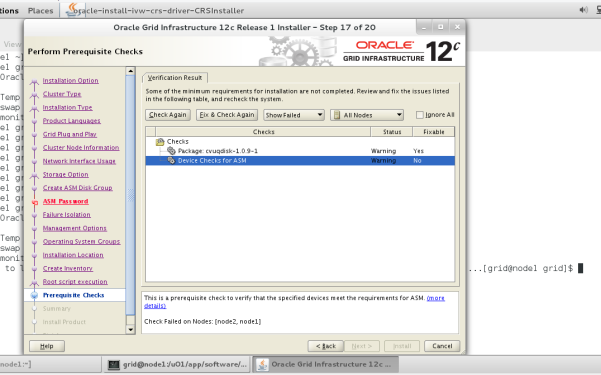 tions Places oracle-install-ivw-crs-driver-CRSInstaller
View
Oracle Grid Infrastructure 12c Release 1 Installer - Step 17 of 20
Perform Prerequisite Checks
ORACLE
GRID INFRASTRUCTURE 12c
Installation Option
Cluster Type
Installation Type
Product Languages
Grid Plug and Play
Cluster Node Information
Network Interface Usage
Storage Option
Create ASM Disk Group
ASM Password
Failure Isolation
Management Options
Operating System Groups
Installation Location
Create Inventory
Root script execution
Prerequisite Checks
Summary
Install Product
Verification Result
Some of the minimum requirements for installation are not completed. Review and fix the issues listed
in the following table, and recheck the system.
Check Again Fix & Check Again Show Failed All Nodes Ignore All
Checks Status Fixable
Checks
Package: cvuqdisk-1.0.9-1 Warning Yes
Device Checks for ASM Warning No
This is a prerequisite check to verify that the specified devices meet the requirements for ASM. (more
details)
Check Failed on Nodes: [node2, node1]
Help < Back Next > Install Cancel
el ~]
el gr
Oracl
Temp
swap
monit
el gr
el gr
el gr
el gr
el gr
el gr
el gr
Oracl
Temp
swap
monit
to l ...[grid@node1 grid]$
node1:~] grid@node1:/u01/app/software/... Oracle Grid Infrastructure 12c ...